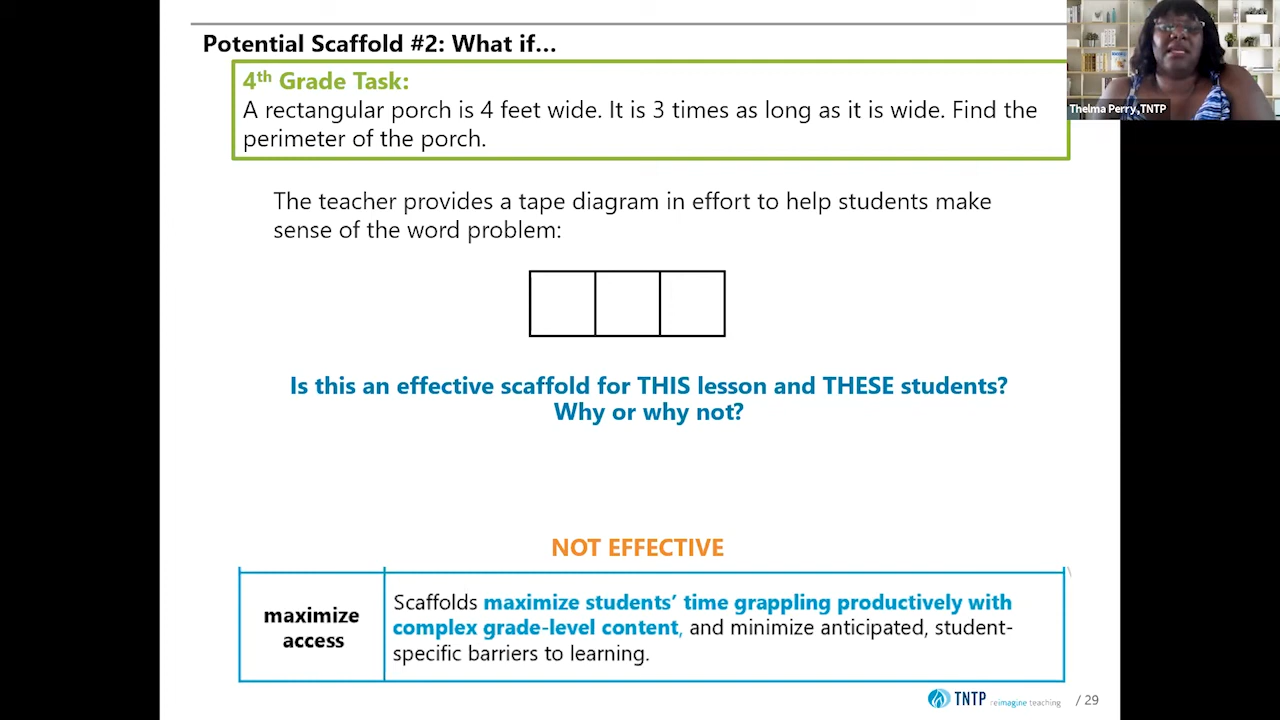 Potential Scaffold #2: What if…
4th Grade Task:
A rectangular porch is 4 feet wide. It is 3 times as long as it is wide. Find the
perimeter of the porch.
Thelma Perry,TNTP
The teacher provides a tape diagram in effort to help students make
sense of the word problem:
Is this an effective scaffold for THIS lesson and THESE students?
Why or why not?
NOT EFFECTIVE
maximize
access
Scaffolds maximize students’ time grappling productively with
complex grade-level content, and minimize anticipated, student-
specific barriers to learning.
TNTP reimagine teaching / 29